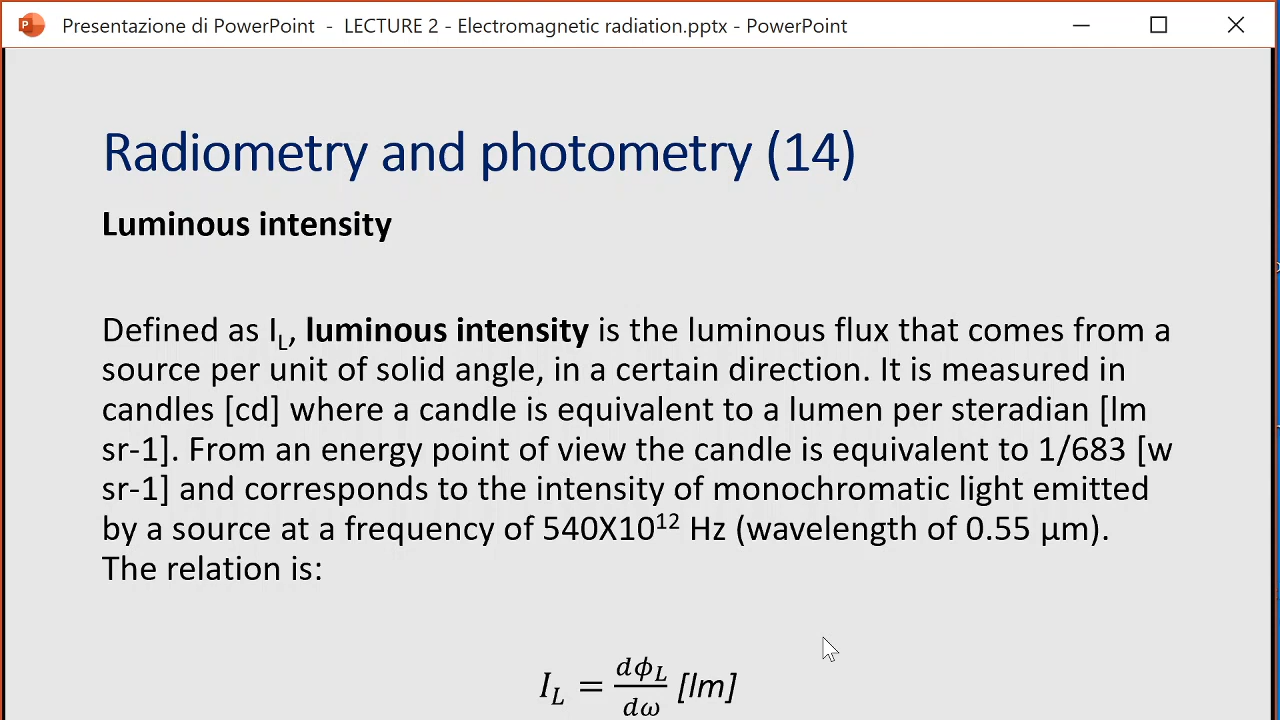 Presentazione di PowerPoint - LECTURE 2 - Electromagnetic radiation.pptx - PowerPoint
Radiometry and photometry (14)
Luminous intensity
Defined as I_L, luminous intensity is the luminous flux that comes from a
source per unit of solid angle, in a certain direction. It is measured in
candles [cd] where a candle is equivalent to a lumen per steradian [lm
sr-1]. From an energy point of view the candle is equivalent to 1/683 [w
sr-1] and corresponds to the intensity of monochromatic light emitted
by a source at a frequency of 540X10¹² Hz (wavelength of 0.55 µm).
The relation is:
I_L = dϕ_L/dω [lm]